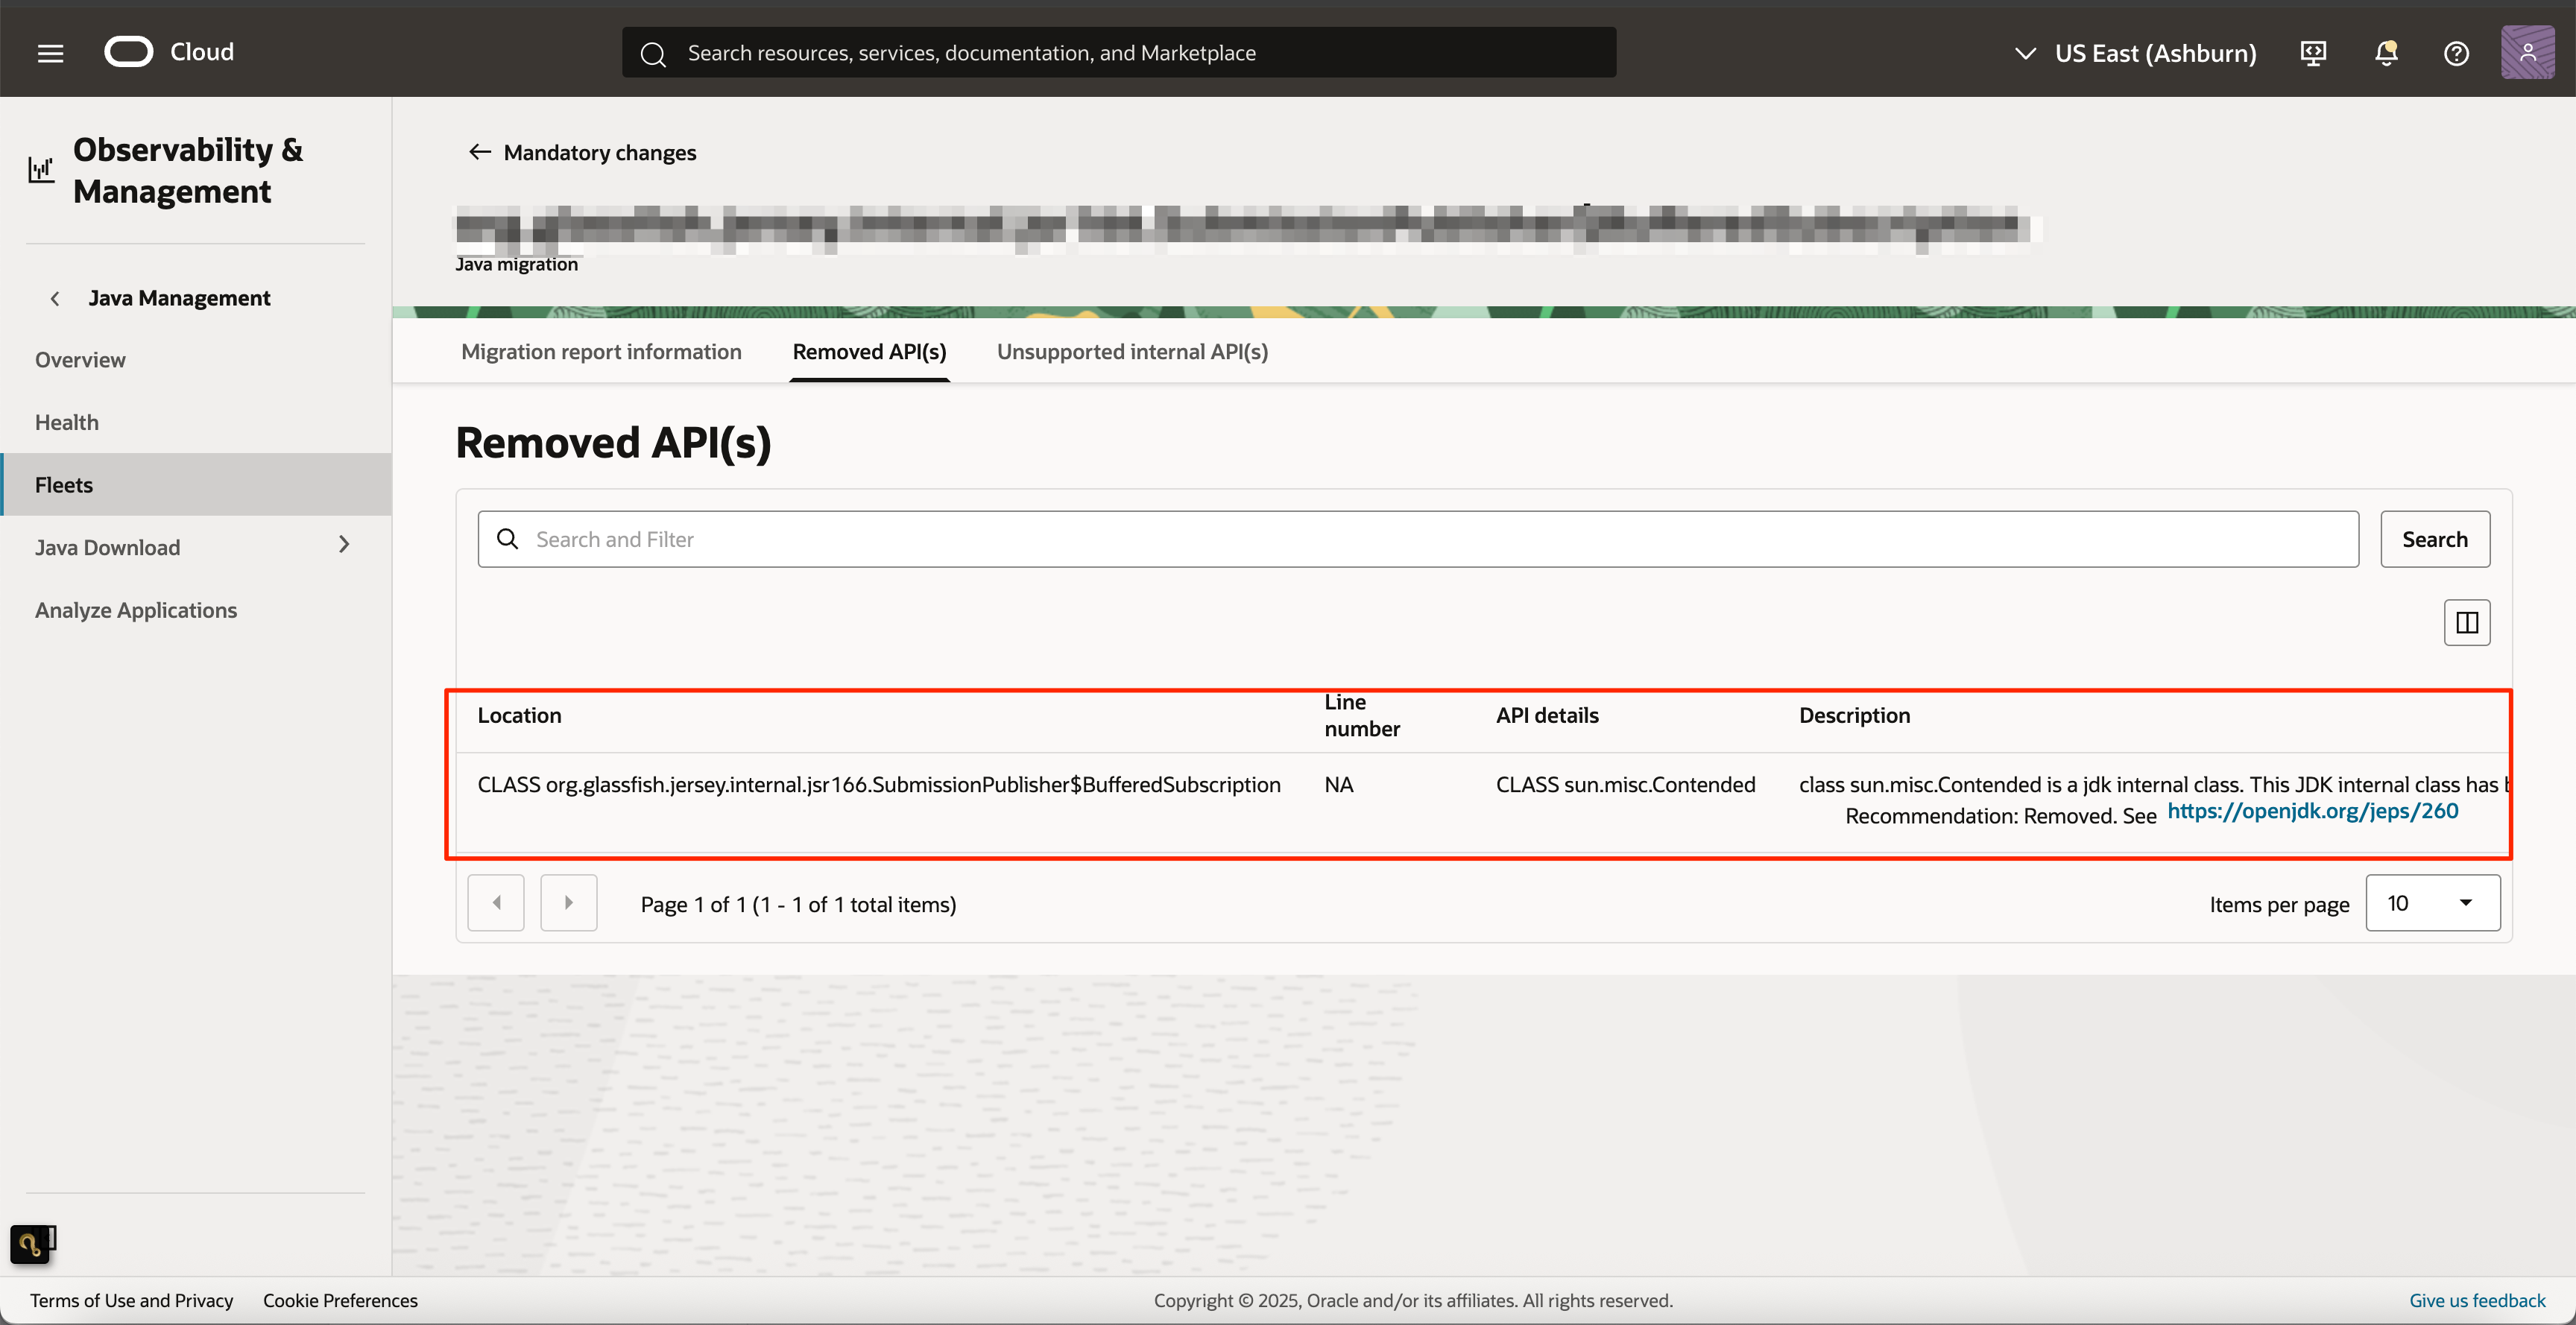 Cloud
Search resources, services, documentation, and Marketplace
US East (Ashburn)
Observability &
Management
Java Management
Overview
Health
Fleets
Java Download
Analyze Applications
Mandatory changes
Java migration
Migration report information
Removed API(s)
Unsupported internal API(s)
Removed API(s)
Search and Filter
Search
Location
Line
number
API details
Description
CLASS org.glassfish.jersey.internal.jsr166.SubmissionPublisher$BufferedSubscription
NA
CLASS sun.misc.Contended
class sun.misc.Contended is a jdk internal class. This JDK internal class has
Recommendation: Removed. See https://openjdk.org/jeps/260
Page 1 of 1 (1 - 1 of 1 total items)
Items per page
10
Terms of Use and Privacy
Cookie Preferences
Copyright © 2025, Oracle and/or its affiliates. All rights reserved.
Give us feedback